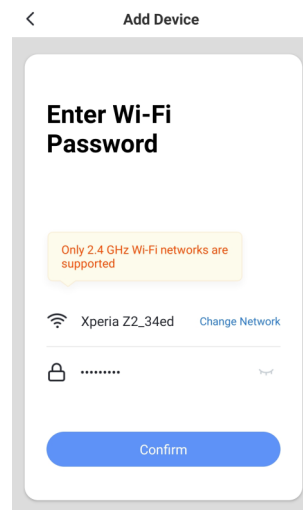 Add Device
Enter Wi-Fi
Password
Only 2.4 GHz Wi-Fi networks are
supported
Xperia Z2_34ed Change Network
•••••••••
Confirm